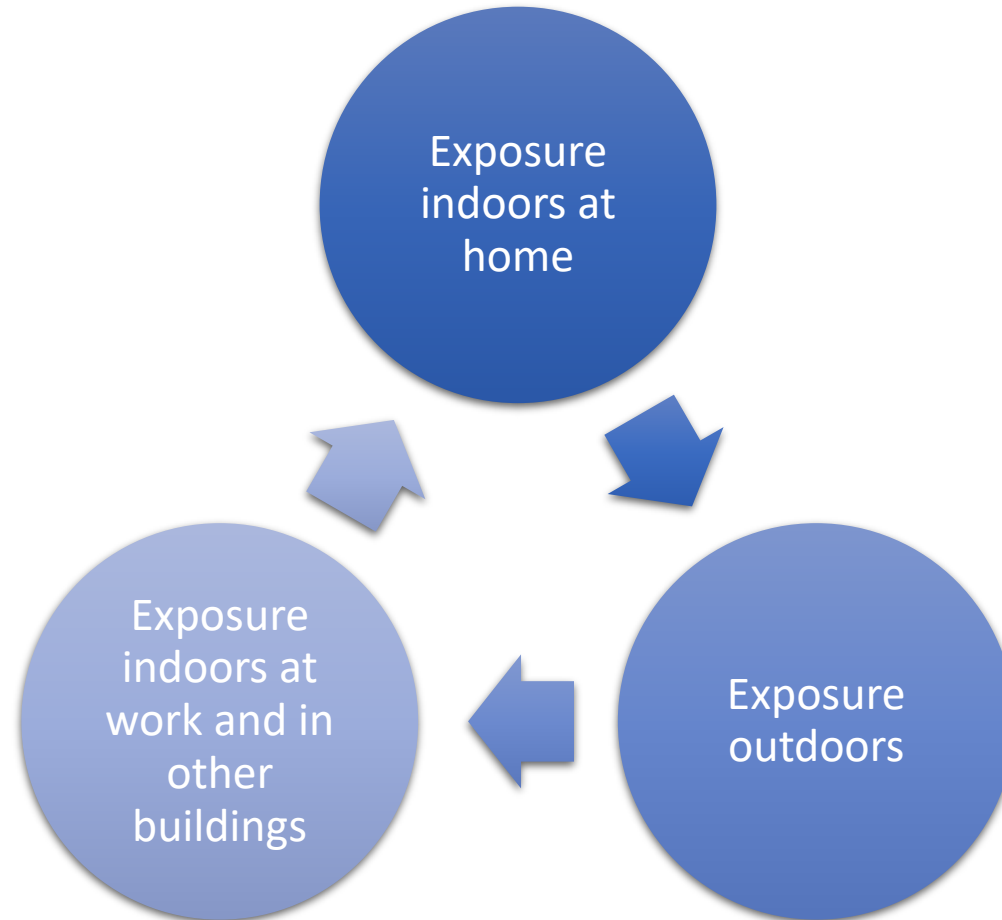 Exposure
indoors at
home
Exposure
outdoors
Exposure
indoors at
work and in
other
buildings